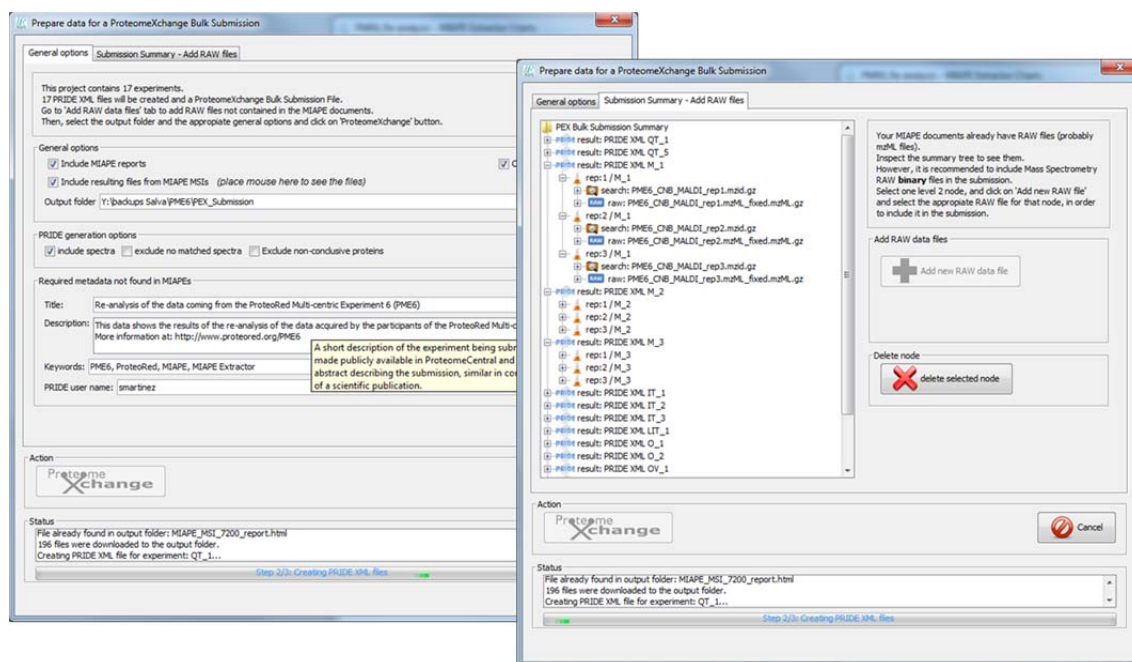 Prepare data for a ProteomeXchange Bulk Submission
General options
Submission Summary - Add RAW files
This project contains 17 experiments.
17 PRIDE XML files will be created and a ProteomeXchange Bulk Submission File.
Go to 'Add RAW data files' tab to add RAW files not contained in the MIAPE documents.
Then, select the output folder and the appropiate general options and click on 'ProteomeXchange' button.
General options
Include MIAPE reports
Include resulting files from MIAPE MSIs (place mouse here to see the files)
Output folder Y:\backups Salva\PME6\PEX_Submission
PRIDE generation options
include spectra exclude no matched spectra Exclude non-conclusive proteins
Required metadata not found in MIAPEs
Title: Re-analysis of the data coming from the ProteoRed Multi-centric Experiment 6 (PME6)
Description: This data shows the results of the re-analysis of the data acquired by the participants of the ProteoRed Multi-c
More information at: http://www.proteored.org/PME6
A short description of the experiment being subm
made publicly available in ProteomeCentral and
abstract describing the submission, similar in co
of a scientific publication.
Keywords: PME6, ProteoRed, MIAPE, MIAPE Extractor
PRIDE user name: smartinez
Action
Proteome
Xchange
Status
File already found in output folder: MIAPE_MSI_7200_report.html
196 files were downloaded to the output folder.
Creating PRIDE XML file for experiment: QT_1...
Step 2/3: Creating PRIDE XML files
Prepare data for a ProteomeXchange Bulk Submission
General options
Submission Summary - Add RAW files
PEX Bulk Submission Summary
PRIDE result: PRIDE XML QT_1
PRIDE result: PRIDE XML QT_5
PRIDE result: PRIDE XML M_1
rep:1 / M_1
search: PME6_CNB_MALDI_rep1.mzid.gz
RAW raw: PME6_CNB_MALDI_rep1.mzML_fixed.mzML.gz
rep:2 / M_1
search: PME6_CNB_MALDI_rep2.mzid.gz
RAW raw: PME6_CNB_MALDI_rep2.mzML_fixed.mzML.gz
rep:3 / M_1
search: PME6_CNB_MALDI_rep3.mzid.gz
RAW raw: PME6_CNB_MALDI_rep3.mzML_fixed.mzML.gz
PRIDE result: PRIDE XML M_2
rep:1 / M_2
rep:2 / M_2
rep:3 / M_2
PRIDE result: PRIDE XML M_3
rep:1 / M_3
rep:2 / M_3
rep:3 / M_3
PRIDE result: PRIDE XML IT_1
PRIDE result: PRIDE XML IT_2
PRIDE result: PRIDE XML IT_3
PRIDE result: PRIDE XML LIT_1
PRIDE result: PRIDE XML O_1
PRIDE result: PRIDE XML O_2
PRIDE result: PRIDE XML OV_1
Your MIAPE documents already have RAW files (probably
mzML files).
Inspect the summary tree to see them.
However, it is recommended to include Mass Spectrometry
RAW binary files in the submission.
Select one level 2 node, and click on 'Add new RAW file'
and select the appropiate RAW file for that node, in order
to include it in the submission.
Add RAW data files
Add new RAW data file
Delete node
delete selected node
Action
Proteome
Xchange
Cancel
Status
File already found in output folder: MIAPE_MSI_7200_report.html
196 files were downloaded to the output folder.
Creating PRIDE XML file for experiment: QT_1...
Step 2/3: Creating PRIDE XML files